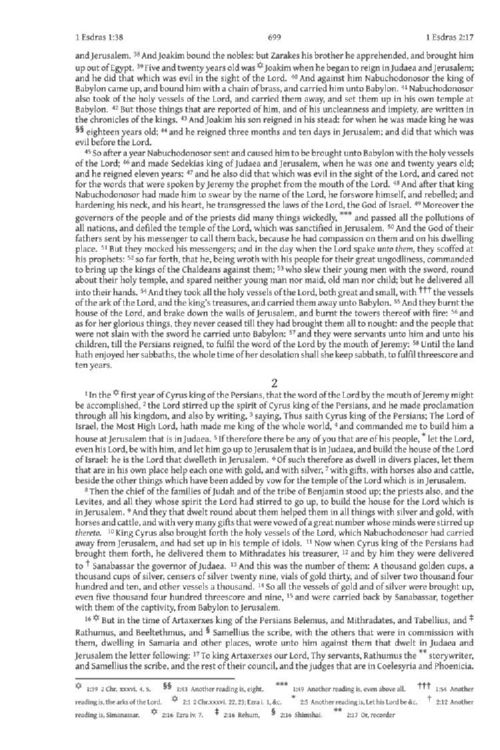 1 Esdras 1:38 699 1 Esdras 2:17
and Jerusalem. 38 And Joakim bound the nobles: but Zarakes his brother he apprehended, and brought him
up out of Egypt. 39 Five and twenty years old was ✡ Joakim when he began to reign in Judaea and Jerusalem;
and he did that which was evil in the sight of the Lord. 40 And against him Nabuchodonosor the king of
Babylon came up, and bound him with a chain of brass, and carried him unto Babylon. 41 Nabuchodonosor
also took of the holy vessels of the Lord, and carried them away, and set them up in his own temple at
Babylon. 42 But those things that are reported of him, and of his uncleanness and impiety, are written in
the chronicles of the kings. 43 And Joakim his son reigned in his stead: for when he was made king he was
§§ eighteen years old; 44 and he reigned three months and ten days in Jerusalem; and did that which was
evil before the Lord.
45 So after a year Nabuchodonosor sent and caused him to be brought unto Babylon with the holy vessels
of the Lord; 46 and made Sedekias king of Judaea and Jerusalem, when he was one and twenty years old;
and he reigned eleven years: 47 and he also did that which was evil in the sight of the Lord, and cared not
for the words that were spoken by Jeremy the prophet from the mouth of the Lord. 48 And after that king
Nabuchodonosor had made him to swear by the name of the Lord, he forswore himself, and rebelled; and
hardening his neck, and his heart, he transgressed the laws of the Lord, the God of Israel. 49 Moreover the
governors of the people and of the priests did many things wickedly, *** and passed all the pollutions of
all nations, and defiled the temple of the Lord, which was sanctified in Jerusalem. 50 And the God of their
fathers sent by his messenger to call them back, because he had compassion on them and on his dwelling
place. 51 But they mocked his messengers; and in the day when the Lord spake unto them, they scoffed at
his prophets: 52 so far forth, that he, being wroth with his people for their great ungodliness, commanded
to bring up the kings of the Chaldeans against them; 53 who slew their young men with the sword, round
about their holy temple, and spared neither young man nor maid, old man nor child; but he delivered all
into their hands. 54 And they took all the holy vessels of the Lord, both great and small, with ††† the vessels
of the ark of the Lord, and the king's treasures, and carried them away unto Babylon. 55 And they burnt the
house of the Lord, and brake down the walls of Jerusalem, and burnt the towers thereof with fire: 56 and
as for her glorious things, they never ceased till they had brought them all to nought: and the people that
were not slain with the sword he carried unto Babylon: 57 and they were servants unto him and unto his
children, till the Persians reigned, to fulfil the word of the Lord by the mouth of Jeremy: 58 Until the land
hath enjoyed her sabbaths, the whole time of her desolation shall she keep sabbath, to fulfil threescore and
ten years.
2
1 In the ✡ first year of Cyrus king of the Persians, that the word of the Lord by the mouth of Jeremy might
be accomplished, 2 the Lord stirred up the spirit of Cyrus king of the Persians, and he made proclamation
through all his kingdom, and also by writing, 3 saying, Thus saith Cyrus king of the Persians; The Lord of
Israel, the Most High Lord, hath made me king of the whole world, 4 and commanded me to build him a
house at Jerusalem that is in Judaea. 5 If therefore there be any of you that are of his people, * let the Lord,
even his Lord, be with him, and let him go up to Jerusalem that is in Judaea, and build the house of the Lord
of Israel: he is the Lord that dwelleth in Jerusalem. 6 Of such therefore as dwell in divers places, let them
that are in his own place help each one with gold, and with silver, 7 with gifts, with horses also and cattle,
beside the other things which have been added by vow for the temple of the Lord which is in Jerusalem.
8 Then the chief of the families of Judah and of the tribe of Benjamin stood up; the priests also, and the
Levites, and all they whose spirit the Lord had stirred to go up, to build the house for the Lord which is
in Jerusalem. 9 And they that dwelt round about them helped them in all things with silver and gold, with
horses and cattle, and with very many gifts that were vowed of a great number whose minds were stirred up
thereto. 10 King Cyrus also brought forth the holy vessels of the Lord, which Nabuchodonosor had carried
away from Jerusalem, and had set up in his temple of idols. 11 Now when Cyrus king of the Persians had
brought them forth, he delivered them to Mithradates his treasurer, 12 and by him they were delivered
to † Sanabassar the governor of Judaea. 13 And this was the number of them: A thousand golden cups, a
thousand cups of silver, censers of silver twenty nine, vials of gold thirty, and of silver two thousand four
hundred and ten, and other vessels a thousand. 14 So all the vessels of gold and of silver were brought up,
even five thousand four hundred threescore and nine, 15 and were carried back by Sanabassar, together
with them of the captivity, from Babylon to Jerusalem.
16 ✡ But in the time of Artaxerxes king of the Persians Belemus, and Mithradates, and Tabellius, and ‡
Rathumus, and Beeltethmus, and § Samellius the scribe, with the others that were in commission with
them, dwelling in Samaria and other places, wrote unto him against them that dwelt in Judaea and
Jerusalem the letter following: 17 To king Artaxerxes our Lord, Thy servants, Rathumus the ** storywriter,
and Samellius the scribe, and the rest of their council, and the judges that are in Coelesyria and Phoenicia.
✡ 1:39 2 Chr. xxxvi. 4, 5. §§ 1:43 Another reading is, eight. *** 1:49 Another reading is, even above all. ††† 1:54 Another
reading is, the arks of the Lord. ✡ 2:1 2 Chr. xxxvi. 22, 23; Ezra i. 1, &c. * 2:5 Another reading is, Let his Lord be &c. † 2:12 Another
reading is, Simanassar. ✡ 2:16 Ezra iv. 7. ‡ 2:16 Rehum, § 2:16 Shimshai. ** 2:17 Or, recorder